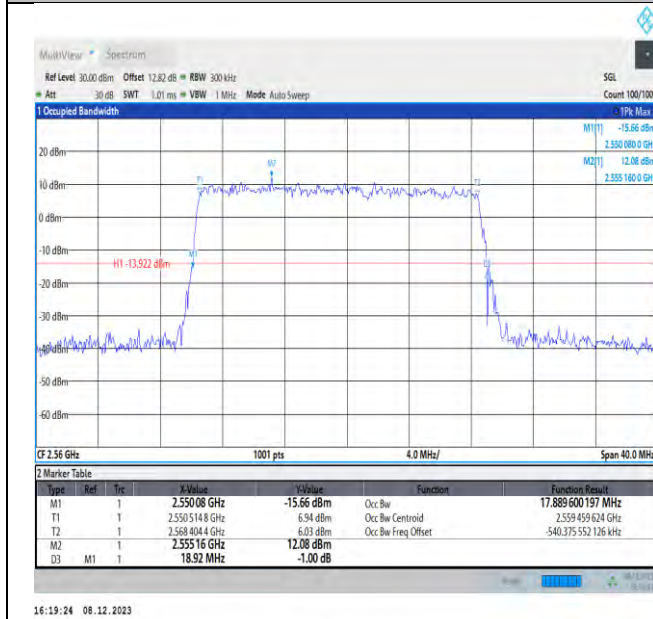 MultiView Spectrum
Ref Level 30.00 dBm Offset 12.82 dB RBW 300 kHz SGL
Att 30 dB SWT 1.01 ms VBW 1 MHz Mode Auto Sweep Count 100/100
1 Occupied Bandwidth 1Pk Max
M1[1] -15.66 dBm
2.550 080 0 GHz
M2[1] 12.08 dBm
2.555 160 0 GHz
20 dBm
M2
T1 T2
10 dBm
0 dBm
-10 dBm
M1
H1 -13.922 dBm
D3
-20 dBm
-30 dBm
-40 dBm
-50 dBm
-60 dBm
CF 2.56 GHz 1001 pts 4.0 MHz/ Span 40.0 MHz
2 Marker Table
Type Ref Trc X-Value Y-Value Function Function Result
M1 1 2.550 08 GHz -15.66 dBm Occ Bw 17.889 600 197 MHz
T1 1 2.550 514 8 GHz 6.94 dBm Occ Bw Centroid 2.559 459 624 GHz
T2 1 2.568 404 4 GHz 6.03 dBm Occ Bw Freq Offset -540.375 552 126 kHz
M2 1 2.555 16 GHz 12.08 dBm
D3 M1 1 18.92 MHz -1.00 dB
16:19:24 08.12.2023